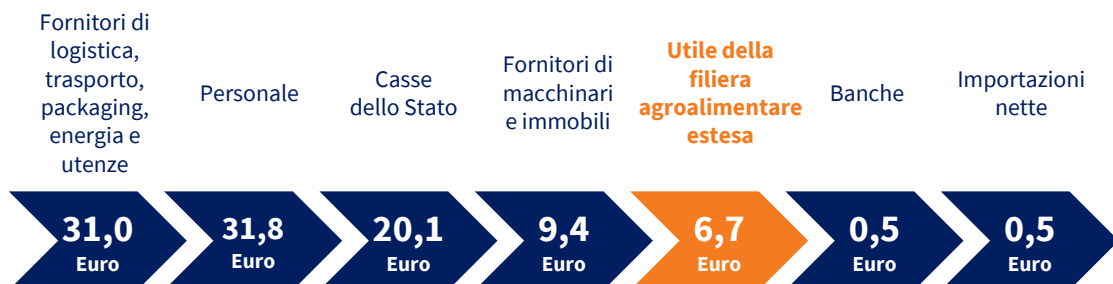 Fornitori di
logistica,
trasporto,
packaging,
energia e
utenze
Personale
Casse
dello Stato
Fornitori di
macchinari
e immobili
Utile della
filiera
agroalimentare
estesa
Banche
Importazioni
nette
31,0
Euro
31,8
Euro
20,1
Euro
9,4
Euro
6,7
Euro
0,5
Euro
0,5
Euro